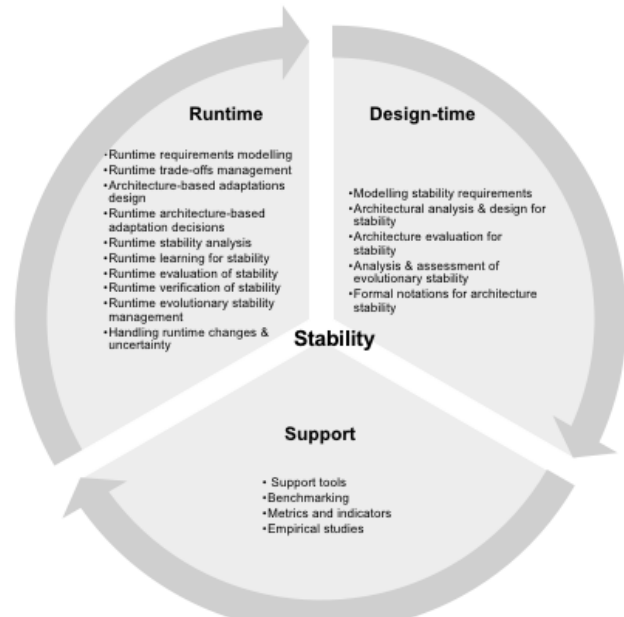 Runtime
•Runtime requirements modelling
•Runtime trade-offs management
•Architecture-based adaptations
design
•Runtime architecture-based
adaptation decisions
•Runtime stability analysis
•Runtime learning for stability
•Runtime evaluation of stability
•Runtime verification of stability
•Runtime evolutionary stability
management
•Handling runtime changes &
uncertainty
Design-time
•Modelling stability requirements
•Architectural analysis & design for
stability
•Architecture evaluation for
stability
•Analysis & assessment of
evolutionary stability
•Formal notations for architecture
stability
Stability
Support
• Support tools
•Benchmarking
•Metrics and indicators
•Empirical studies